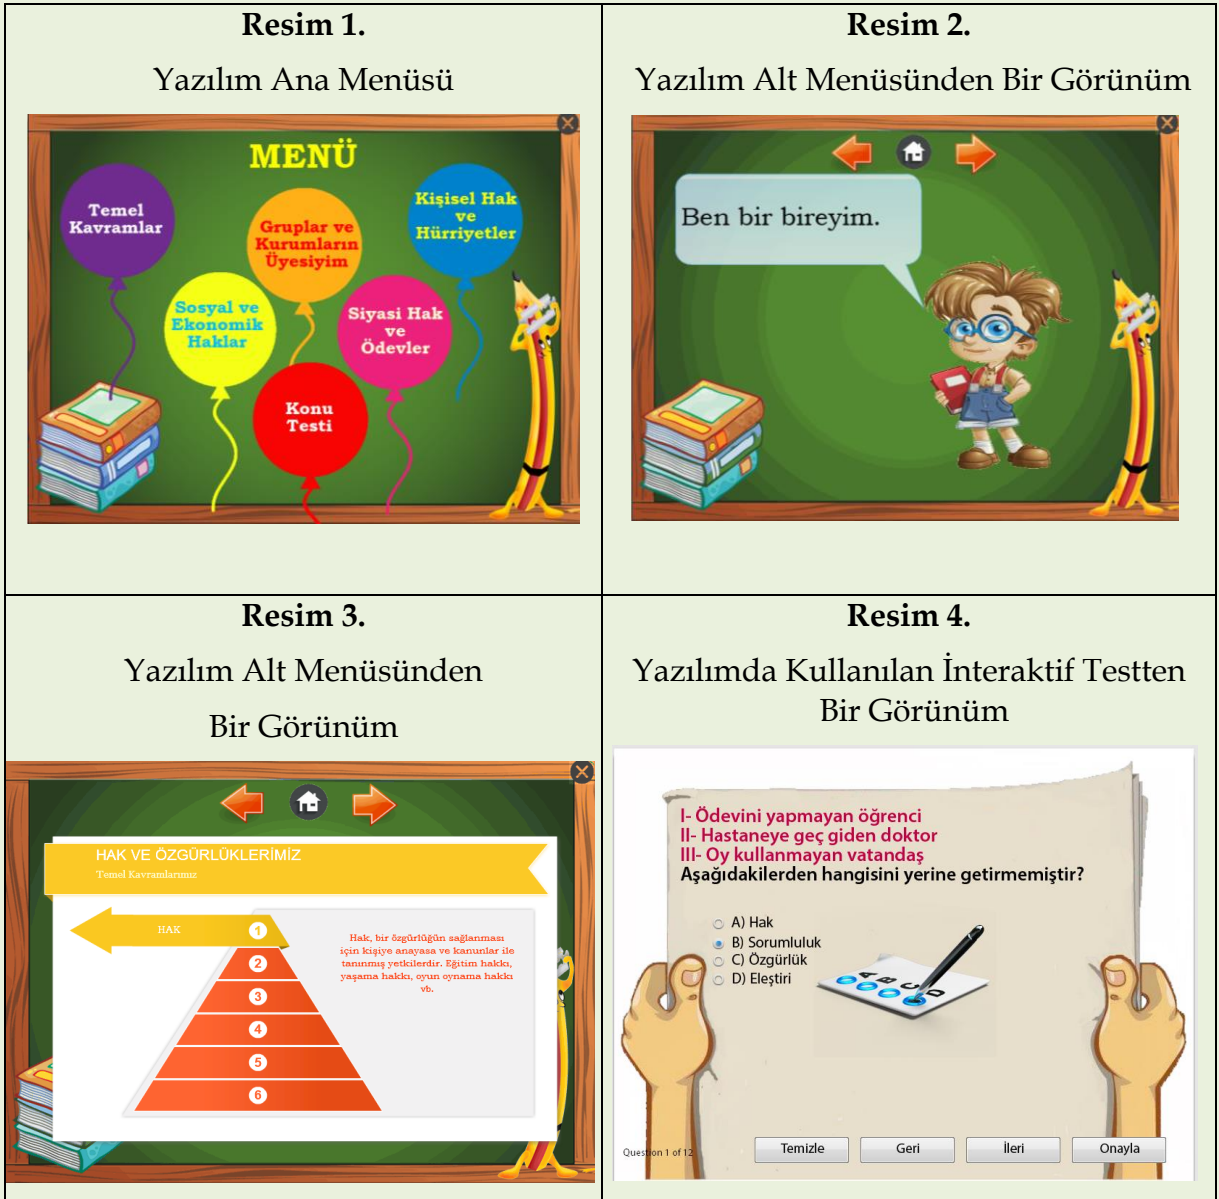 Resim 1.
Yazılım Ana Menüsü
MENÜ
Temel
Kavramlar
Gruplar ve
Kurumların
Üyesiyim
Kişisel Hak
ve
Hürriyetler
Sosyal ve
Ekonomik
Haklar
Siyasi Hak
ve
Ödevler
Konu
Testi
Resim 2.
Yazılım Alt Menüsünden Bir Görünüm
Ben bir bireyim.
Resim 3.
Yazılım Alt Menüsünden
Bir Görünüm
HAK VE ÖZGÜRLÜKLERİMİZ
Temel Kavramlarımız
HAK
1
2
3
4
5
6
Hak, bir özgürlüğün sağlanması
için kişiye anayasa ve kanunlar ile
tanınmış yetkilerdir. Eğitim hakkı,
yaşama hakkı, oyun oynama hakkı
vb.
Resim 4.
Yazılımda Kullanılan İnteraktif Testten
Bir Görünüm
I- Ödevini yapmayan öğrenci
II- Hastaneye geç giden doktor
III- Oy kullanmayan vatandaş
Aşağıdakilerden hangisini yerine getirmemiştir?
A) Hak
B) Sorumluluk
C) Özgürlük
D) Eleştiri
A B C D
Question 1 of 12
Temizle
Geri
İleri
Onayla